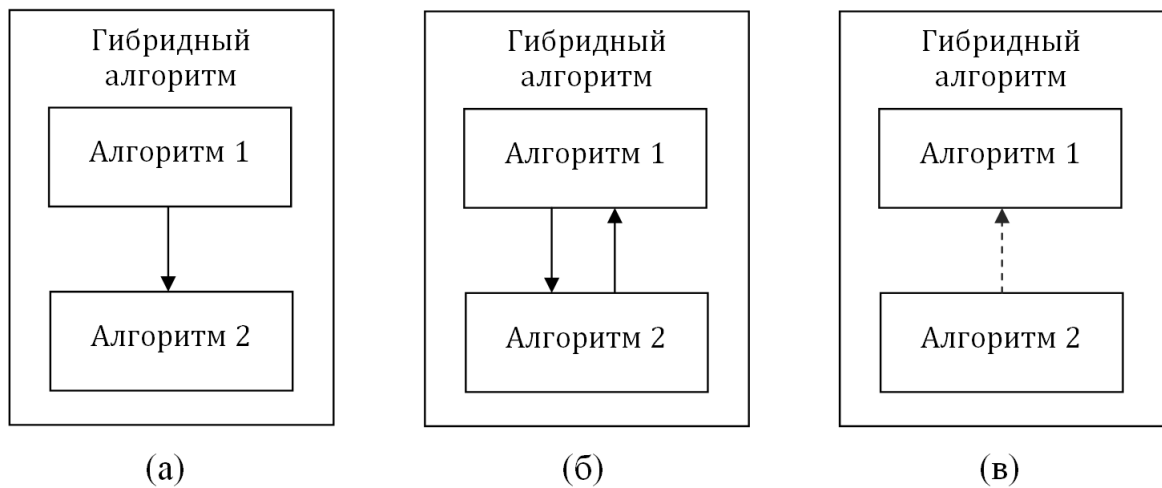 Гибридный
алгоритм
Алгоритм 1
Алгоритм 2
(а)
Гибридный
алгоритм
Алгоритм 1
Алгоритм 2
(б)
Гибридный
алгоритм
Алгоритм 1
Алгоритм 2
(в)